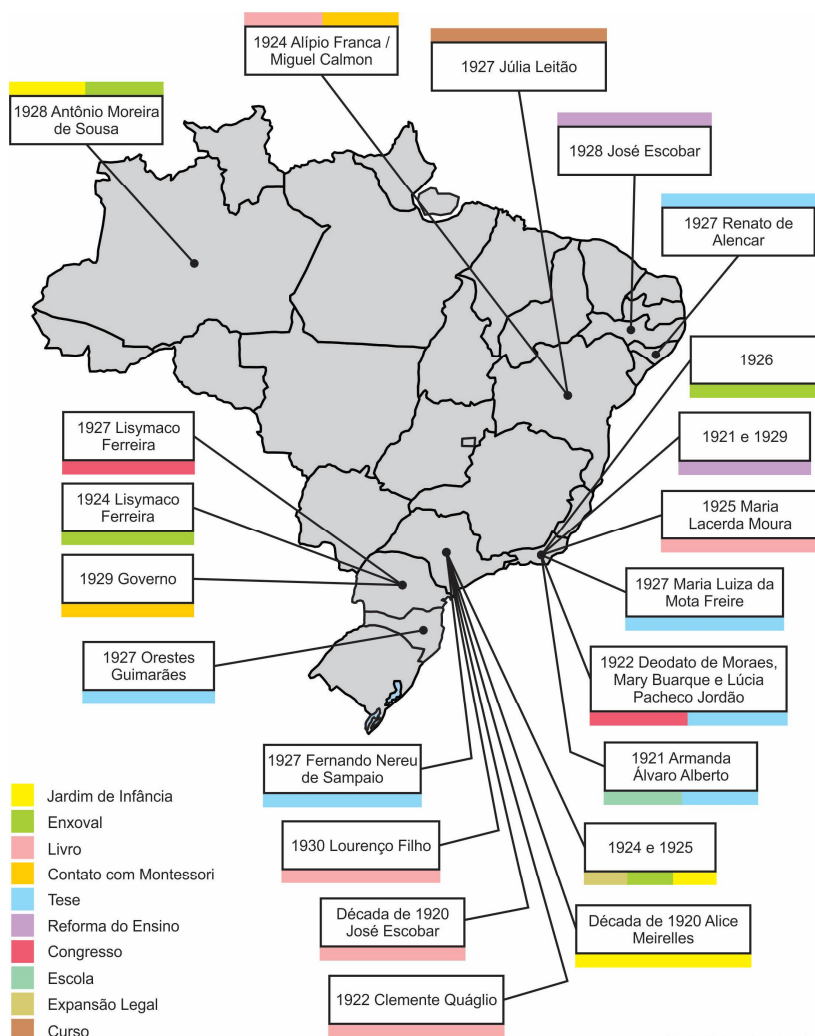 1924 Alípio Franca /
Miguel Calmon
1927 Júlia Leitão
1928 Antônio Moreira
de Sousa
1928 José Escobar
1927 Renato de
Alencar
1926
1927 Lisymaco
Ferreira
1921 e 1929
1924 Lisymaco
Ferreira
1925 Maria
Lacerda Moura
1929 Governo
1927 Maria Luiza da
Mota Freire
1927 Orestes
Guimarães
1922 Deodato de Moraes,
Mary Buarque e Lúcia
Pacheco Jordão
1927 Fernando Nereu
de Sampaio
1921 Armanda
Álvaro Alberto
1930 Lourenço Filho
1924 e 1925
Década de 1920
José Escobar
Década de 1920 Alice
Meirelles
1922 Clemente Quáglio
Jardim de Infância
Enxoval
Livro
Contato com Montessori
Tese
Reforma do Ensino
Congresso
Escola
Expansão Legal
Curso